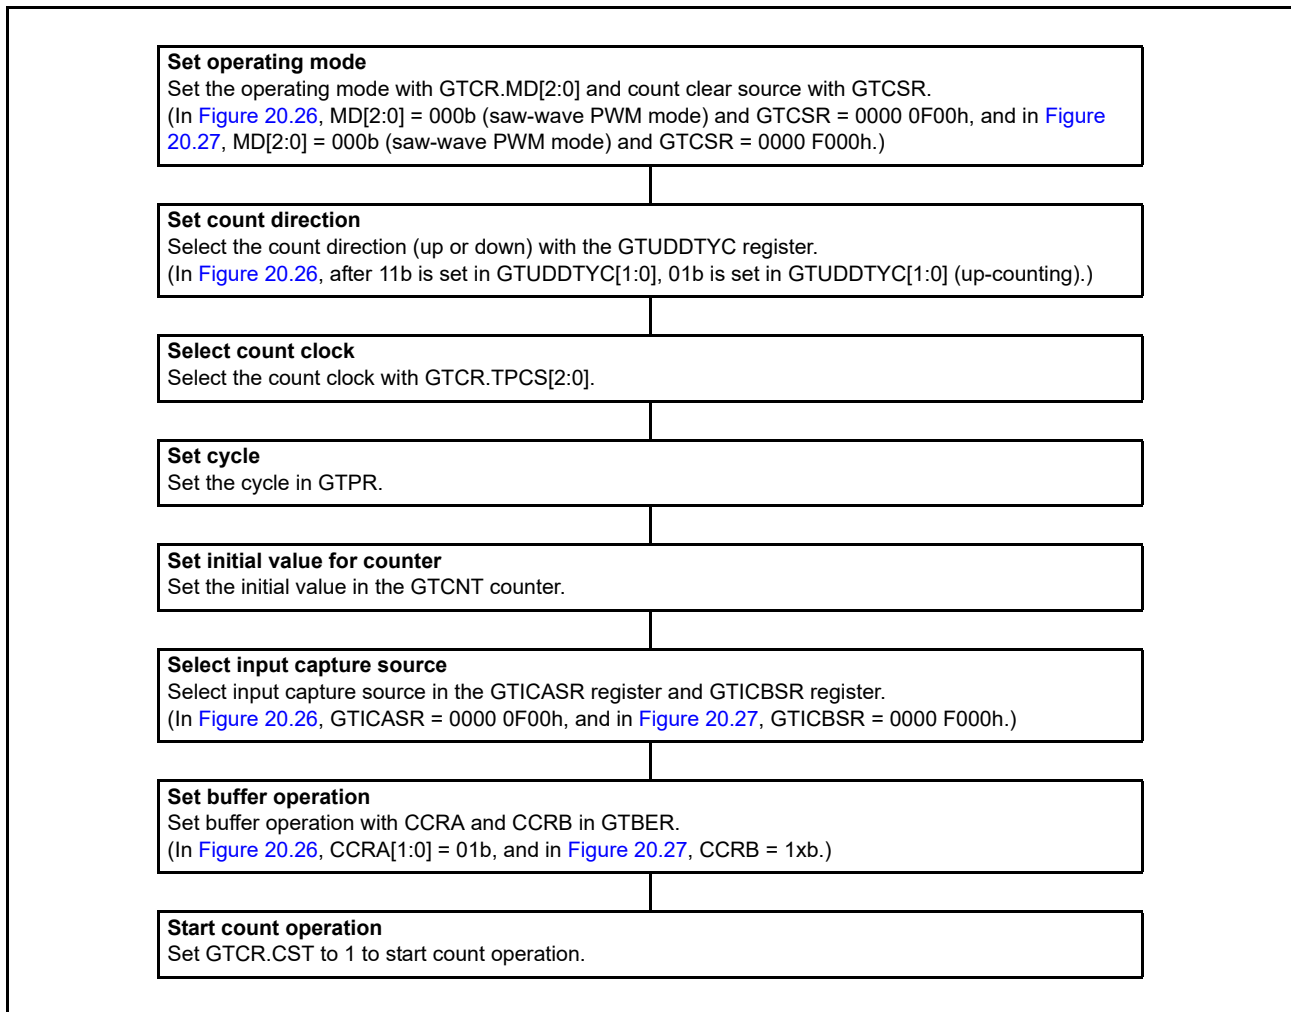 Set operating mode
Set the operating mode with GTCR.MD[2:0] and count clear source with GTCSR.
(In Figure 20.26, MD[2:0] = 000b (saw-wave PWM mode) and GTCSR = 0000 0F00h, and in Figure
20.27, MD[2:0] = 000b (saw-wave PWM mode) and GTCSR = 0000 F000h.)
Set count direction
Select the count direction (up or down) with the GTUDDTYC register.
(In Figure 20.26, after 11b is set in GTUDDTYC[1:0], 01b is set in GTUDDTYC[1:0] (up-counting).)
Select count clock
Select the count clock with GTCR.TPCS[2:0].
Set cycle
Set the cycle in GTPR.
Set initial value for counter
Set the initial value in the GTCNT counter.
Select input capture source
Select input capture source in the GTICASR register and GTICBSR register.
(In Figure 20.26, GTICASR = 0000 0F00h, and in Figure 20.27, GTICBSR = 0000 F000h.)
Set buffer operation
Set buffer operation with CCRA and CCRB in GTBER.
(In Figure 20.26, CCRA[1:0] = 01b, and in Figure 20.27, CCRB = 1xb.)
Start count operation
Set GTCR.CST to 1 to start count operation.